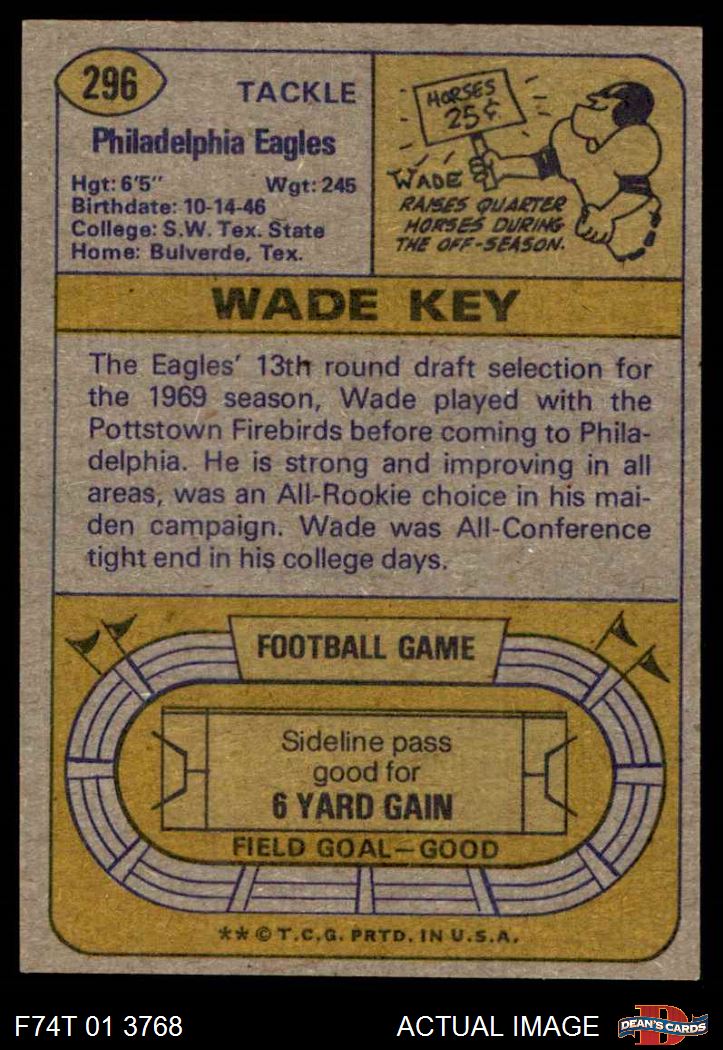 296
TACKLE
Philadelphia Eagles
Hgt: 6'5" Wgt: 245
Birthdate: 10-14-46
College: S.W. Tex. State
Home: Bulverde, Tex.
HORSES
25¢
WADE
RAISES QUARTER
HORSES DURING
THE OFF-SEASON.
WADE KEY
The Eagles' 13th round draft selection for
the 1969 season, Wade played with the
Pottstown Firebirds before coming to Phila-
delphia. He is strong and improving in all
areas, was an All-Rookie choice in his mai-
den campaign. Wade was All-Conference
tight end in his college days.
FOOTBALL GAME
Sideline pass
good for
6 YARD GAIN
FIELD GOAL—GOOD
** © T.C.G. PRTD. IN U.S.A.
F74T 01 3768
ACTUAL IMAGE
D
DEAN'S CARDS